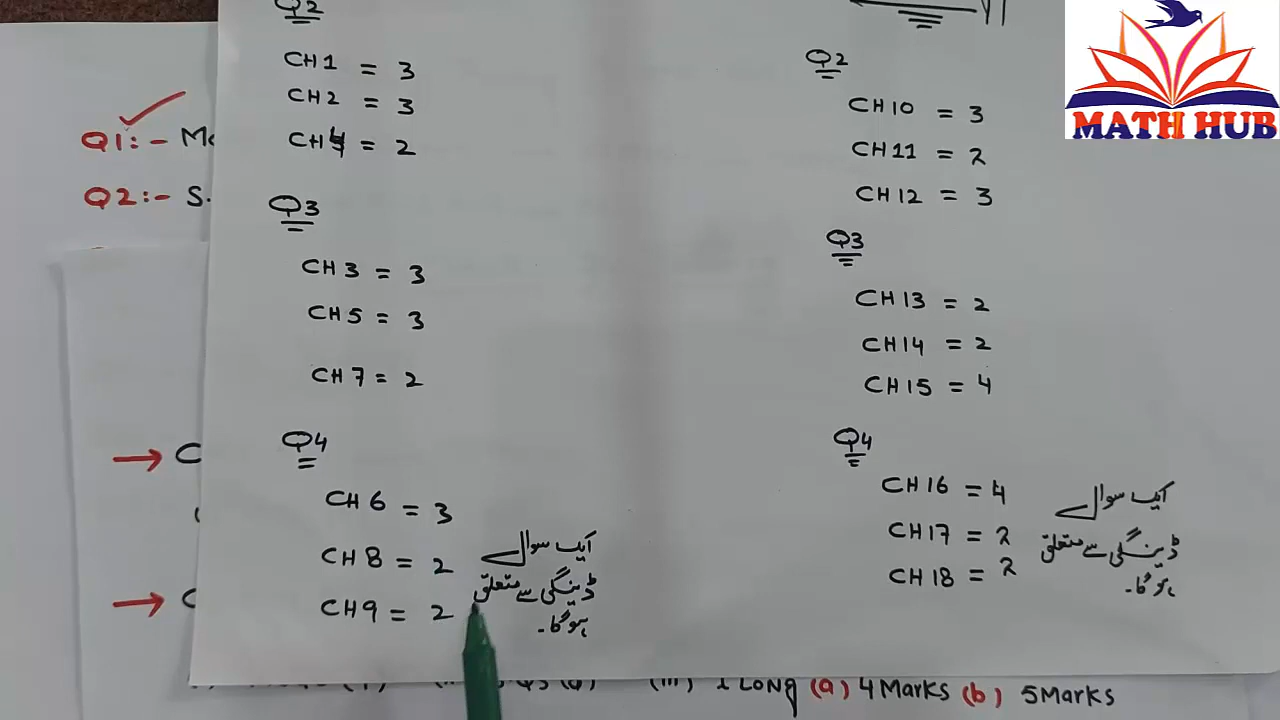 Q2
CH1 = 3
CH2 = 3
CH4 = 2
Q3
CH3 = 3
CH5 = 3
CH7 = 2
Q4
CH6 = 3
CH8 = 2
CH9 = 2
ایک سوال
ڈینگی سے متعلق
ہوگا۔
Q2
CH10 = 3
CH11 = 2
CH12 = 3
Q3
CH13 = 2
CH14 = 2
CH15 = 4
Q4
CH16 = 4
CH17 = 2
CH18 = 2
ایک سوال
ڈینگی سے متعلق
ہوگا۔
MATH HUB
Q1:-
Q2:- S.
(iii) 1 Long (a) 4 Marks (b) 5 Marks